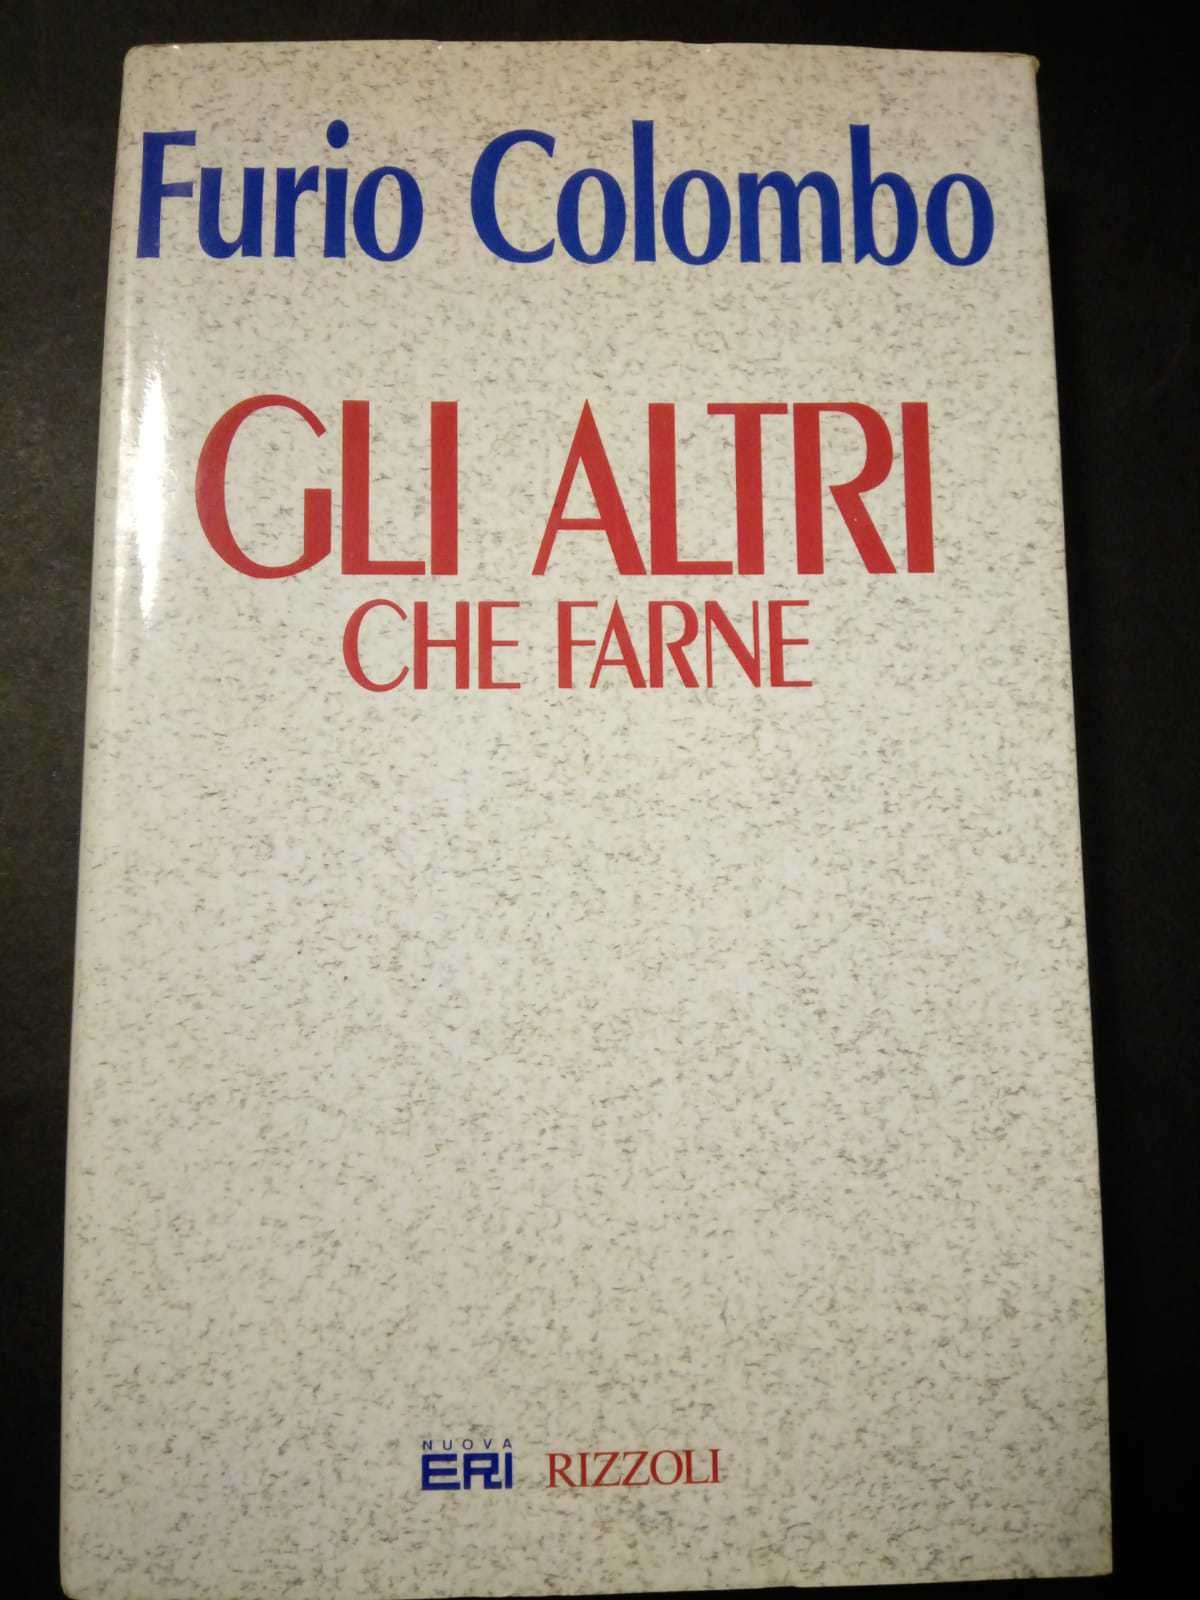 Furio Colombo
GLI ALTRI
CHE FARNE
NUOVA
ERI RIZZOLI